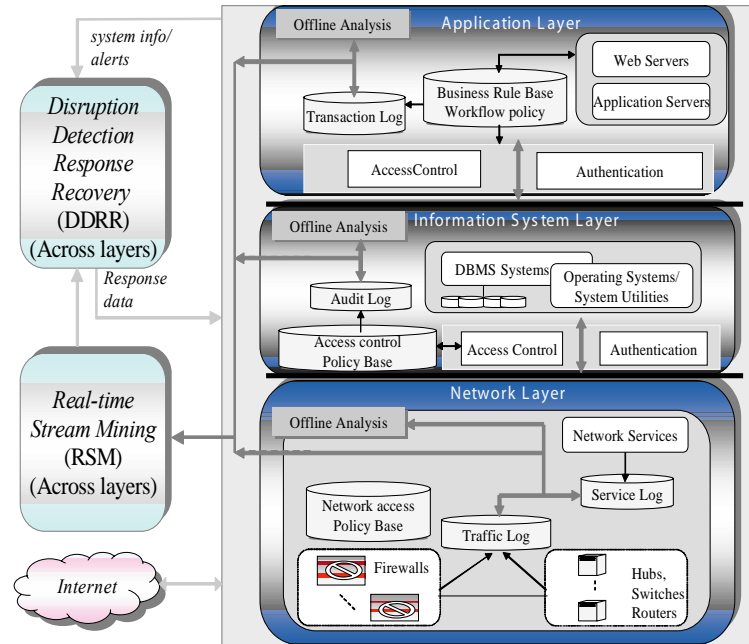 system info/
alerts
Disruption
Detection
Response
Recovery
(DDRR)
(Across layers)
Response
data
Real-time
Stream Mining
(RSM)
(Across layers)
Internet
Application Layer
Offline Analysis
Transaction Log
Business Rule Base
Workflow policy
Web Servers
Application Servers
AccessControl
Authentication
Information System Layer
Offline Analysis
Audit Log
DBMS Systems
Operating Systems/
System Utilities
Access control
Policy Base
Access Control
Authentication
Network Layer
Offline Analysis
Network Services
Service Log
Network access
Policy Base
Traffic Log
Firewalls
Hubs,
Switches
Routers